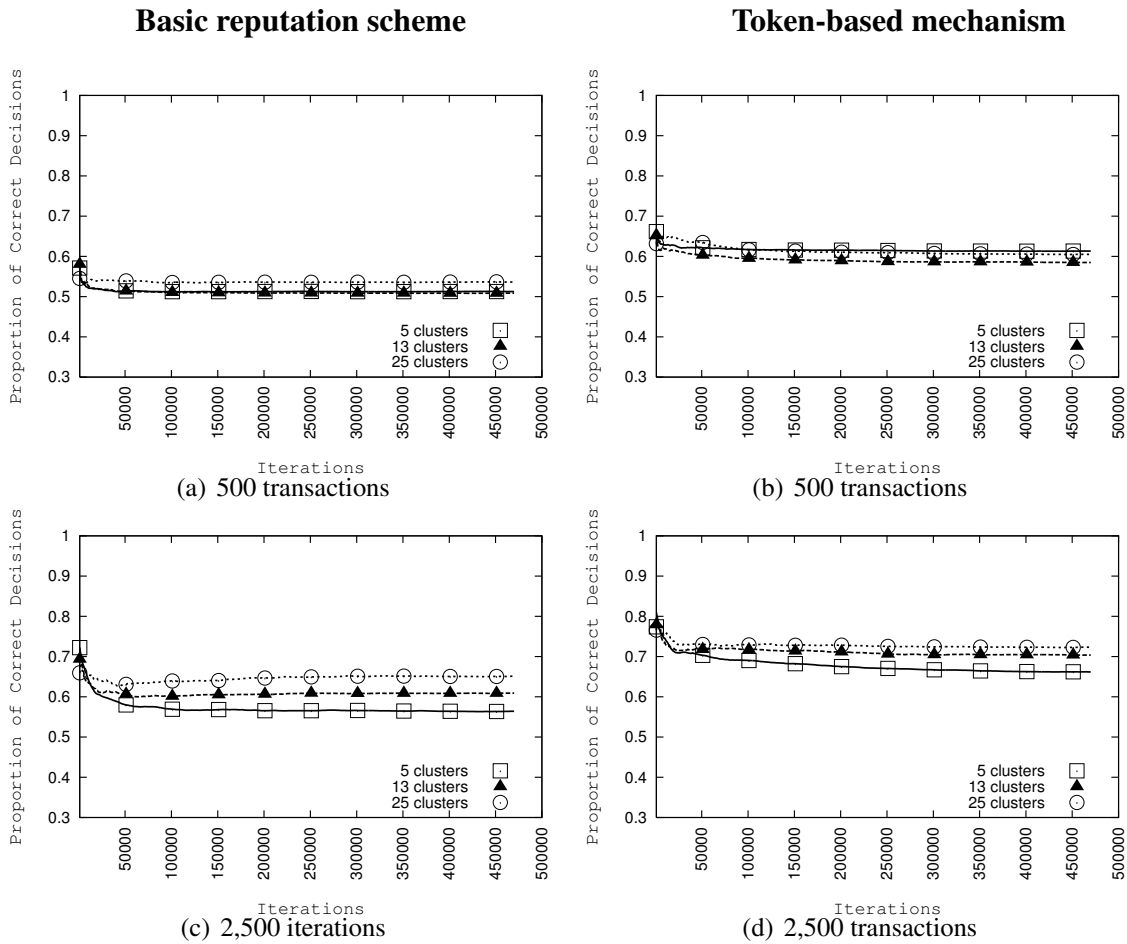 Basic reputation scheme
Token-based mechanism
Proportion of Correct Decisions
1
0.9
0.8
0.7
0.6
0.5
0.4
0.3
5 clusters
13 clusters
25 clusters
50000
100000
150000
200000
250000
300000
350000
400000
450000
500000
Iterations
(a) 500 transactions
Proportion of Correct Decisions
1
0.9
0.8
0.7
0.6
0.5
0.4
0.3
5 clusters
13 clusters
25 clusters
50000
100000
150000
200000
250000
300000
350000
400000
450000
500000
Iterations
(b) 500 transactions
Proportion of Correct Decisions
1
0.9
0.8
0.7
0.6
0.5
0.4
0.3
5 clusters
13 clusters
25 clusters
50000
100000
150000
200000
250000
300000
350000
400000
450000
500000
Iterations
(c) 2,500 iterations
Proportion of Correct Decisions
1
0.9
0.8
0.7
0.6
0.5
0.4
0.3
5 clusters
13 clusters
25 clusters
50000
100000
150000
200000
250000
300000
350000
400000
450000
500000
Iterations
(d) 2,500 transactions